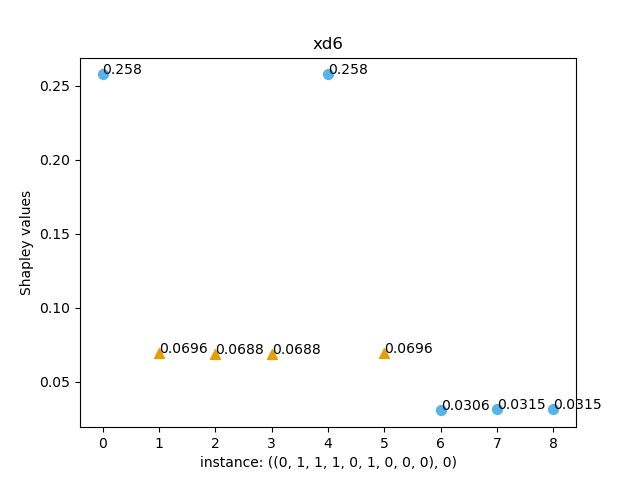 xd6
0.258 0.258
0.25
0.20
0.15
0.10
0.0696 0.0688 0.0688 0.0696
0.05
0.0306 0.0315 0.0315
0 1 2 3 4 5 6 7 8
Shapley values
instance: ((0, 1, 1, 1, 0, 1, 0, 0, 0), 0)